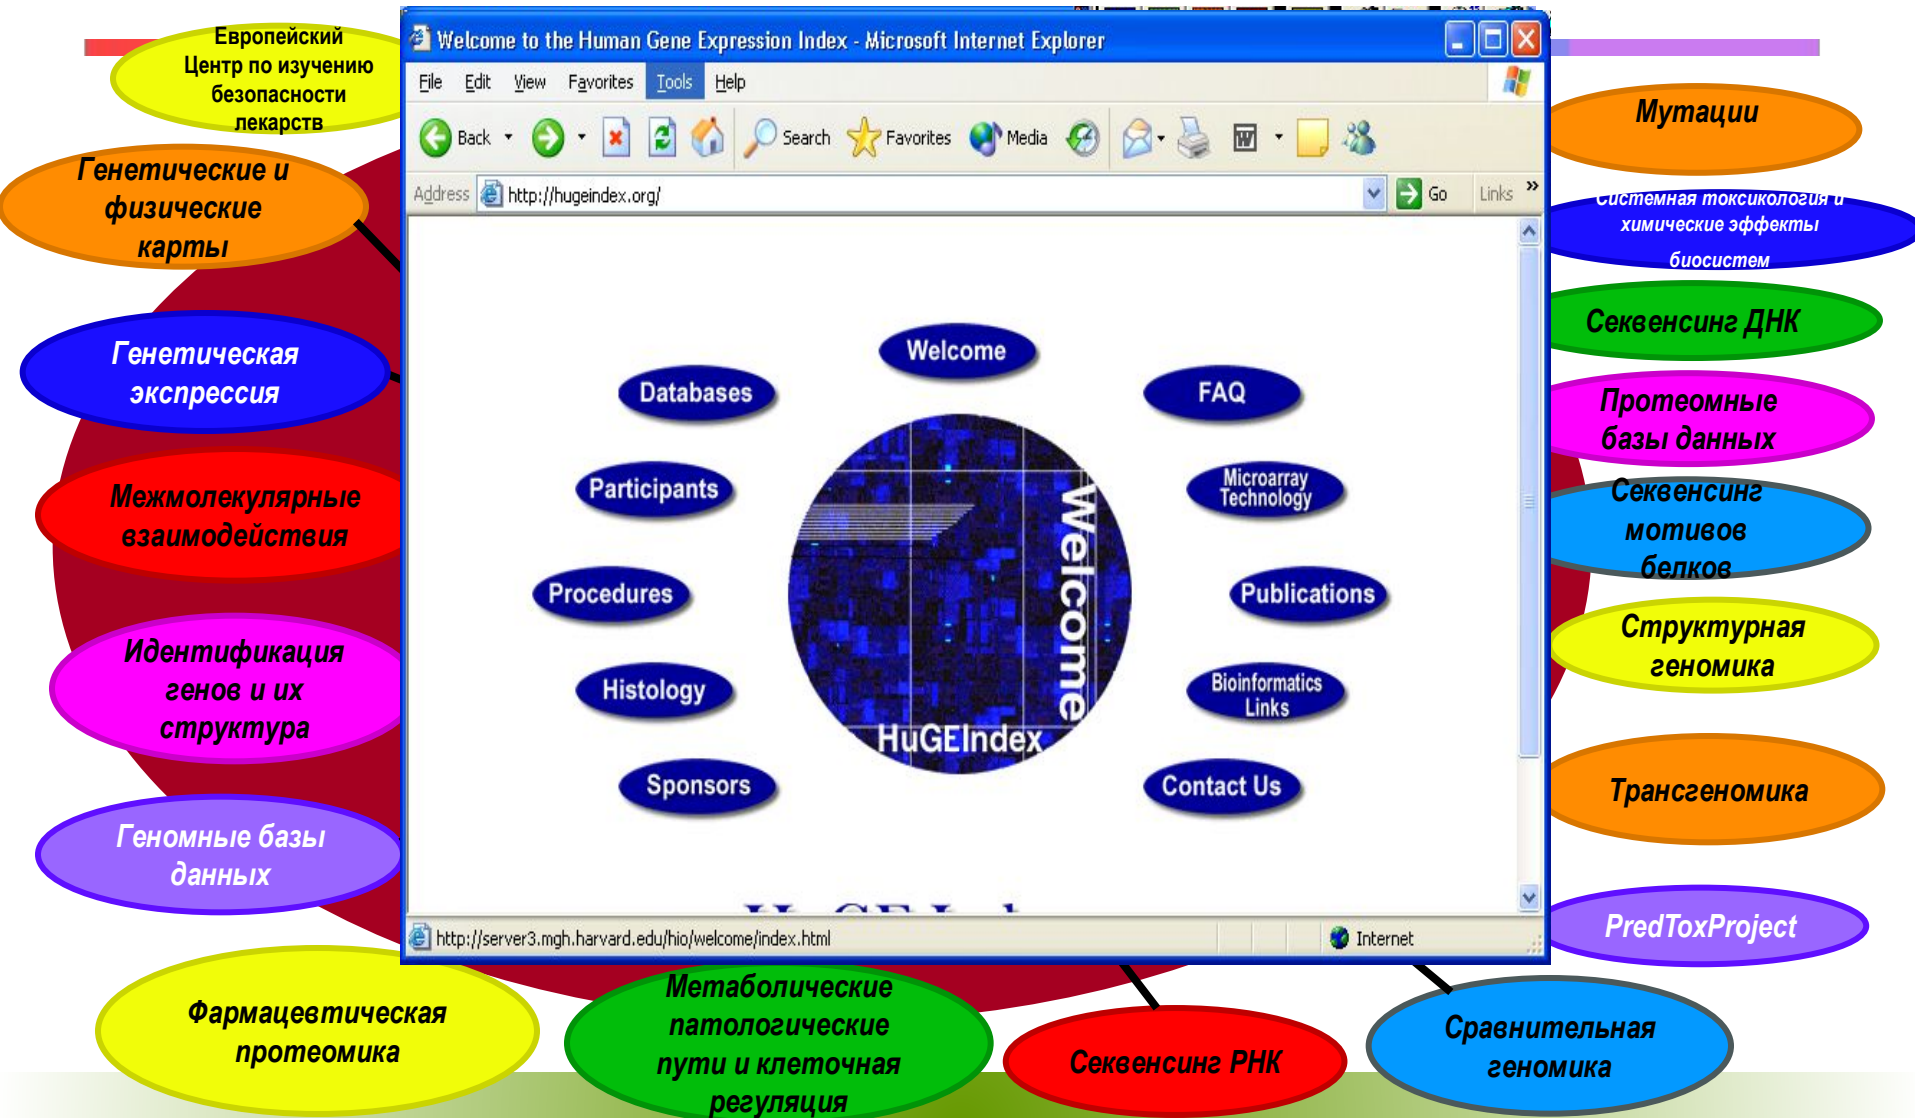 Европейский
Центр по изучению
безопасности
лекарств
Генетические и
физические
карты
Генетическая
экспрессия
Межмолекулярные
взаимодействия
Идентификация
генов и их
структура
Геномные базы
данных
Фармацевтическая
протеомика
Метаболические
патологические
пути и клеточная
регуляция
Секвенсинг РНК
Сравнительная
геномика
Welcome to the Human Gene Expression Index - Microsoft Internet Explorer
File Edit View Favorites Tools Help
Back Search Favorites Media
Address http://hugeindex.org/ Go Links »
Welcome
Databases
FAQ
Participants
Microarray
Technology
Procedures
Publications
Histology
Bioinformatics
Links
Sponsors
Contact Us
Welcome
HuGEIndex
http://server3.mgh.harvard.edu/hio/welcome/index.html Internet
Мутации
Системная токсикология и
химические эффекты
биосистем
Секвенсинг ДНК
Протеомные
базы данных
Секвенсинг
мотивов
белков
Структурная
геномика
Трансгеномика
PredToxProject